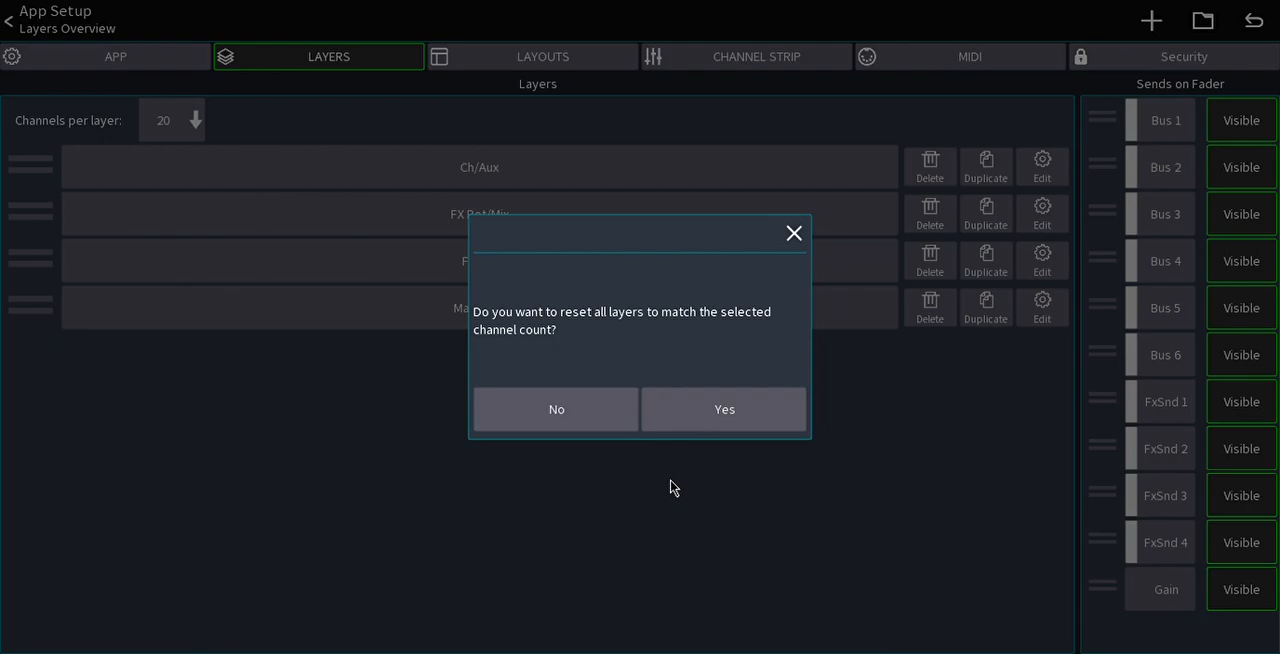 App Setup
Layers Overview
APP
LAYERS
LAYOUTS
CHANNEL STRIP
MIDI
Security
Layers
Sends on Fader
Channels per layer:
20
Ch/Aux
Delete
Duplicate
Edit
FX Ret/Mix
Delete
Duplicate
Edit
F
Delete
Duplicate
Edit
Ma
Delete
Duplicate
Edit
Do you want to reset all layers to match the selected
channel count?
No
Yes
Bus 1
Visible
Bus 2
Visible
Bus 3
Visible
Bus 4
Visible
Bus 5
Visible
Bus 6
Visible
FxSnd 1
Visible
FxSnd 2
Visible
FxSnd 3
Visible
FxSnd 4
Visible
Gain
Visible